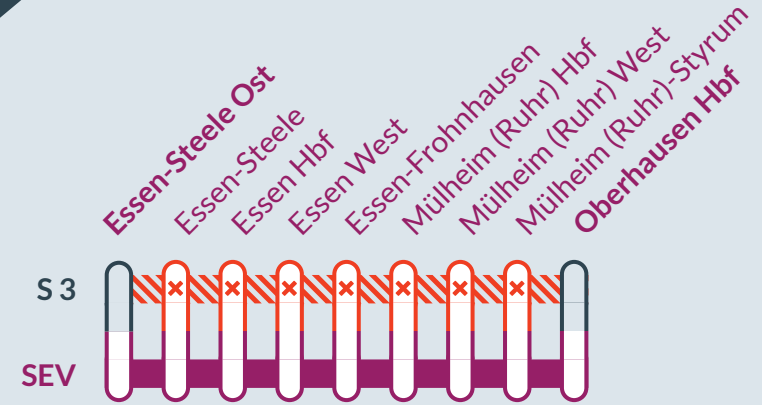 Essen-Steele Ost
Essen-Steele
Essen Hbf
Essen West
Essen-Frohnhausen
Mülheim (Ruhr) Hbf
Mülheim (Ruhr) West
Mülheim (Ruhr)-Styrum
Oberhausen Hbf
S 3
SEV